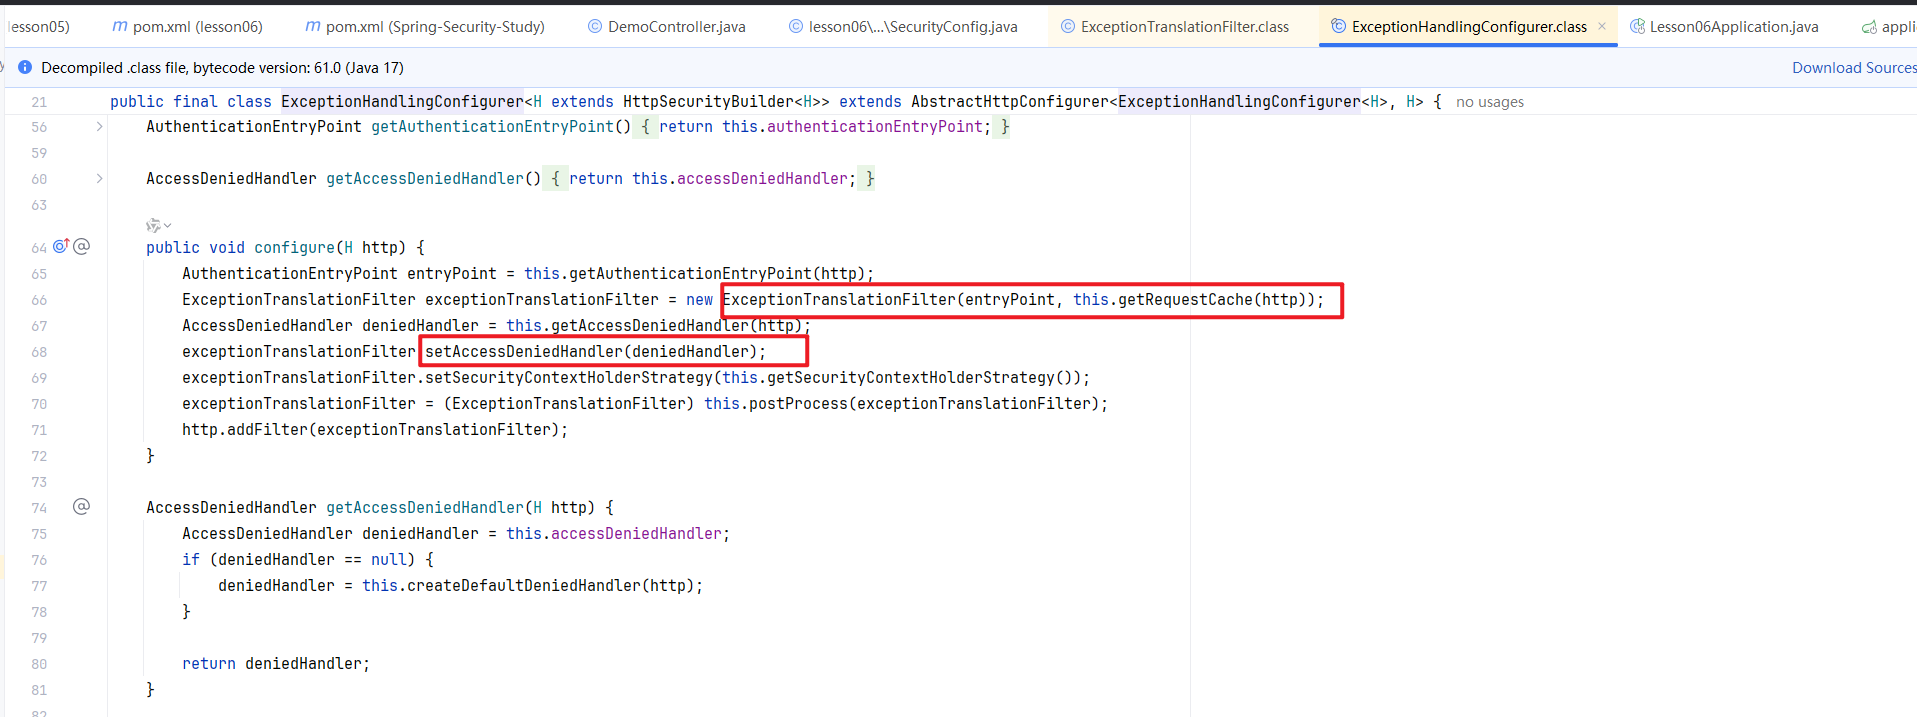 lesson05)
pom.xml (lesson06)
pom.xml (Spring-Security-Study)
DemoController.java
lesson06\...\SecurityConfig.java
ExceptionTranslationFilter.class
ExceptionHandlingConfigurer.class
Lesson06Application.java
appli
Decompiled .class file, bytecode version: 61.0 (Java 17)
Download Sources
21 public final class ExceptionHandlingConfigurer<H extends HttpSecurityBuilder<H>> extends AbstractHttpConfigurer<ExceptionHandlingConfigurer<H>, H> { no usages
56 AuthenticationEntryPoint getAuthenticationEntryPoint() { return this.authenticationEntryPoint; }
59
60 AccessDeniedHandler getAccessDeniedHandler() { return this.accessDeniedHandler; }
63
64 public void configure(H http) {
65 AuthenticationEntryPoint entryPoint = this.getAuthenticationEntryPoint(http);
66 ExceptionTranslationFilter exceptionTranslationFilter = new ExceptionTranslationFilter(entryPoint, this.getRequestCache(http));
67 AccessDeniedHandler deniedHandler = this.getAccessDeniedHandler(http);
68 exceptionTranslationFilter.setAccessDeniedHandler(deniedHandler);
69 exceptionTranslationFilter.setSecurityContextHolderStrategy(this.getSecurityContextHolderStrategy());
70 exceptionTranslationFilter = (ExceptionTranslationFilter) this.postProcess(exceptionTranslationFilter);
71 http.addFilter(exceptionTranslationFilter);
72 }
73
74 AccessDeniedHandler getAccessDeniedHandler(H http) {
75 AccessDeniedHandler deniedHandler = this.accessDeniedHandler;
76 if (deniedHandler == null) {
77 deniedHandler = this.createDefaultDeniedHandler(http);
78 }
79
80 return deniedHandler;
81 }
82